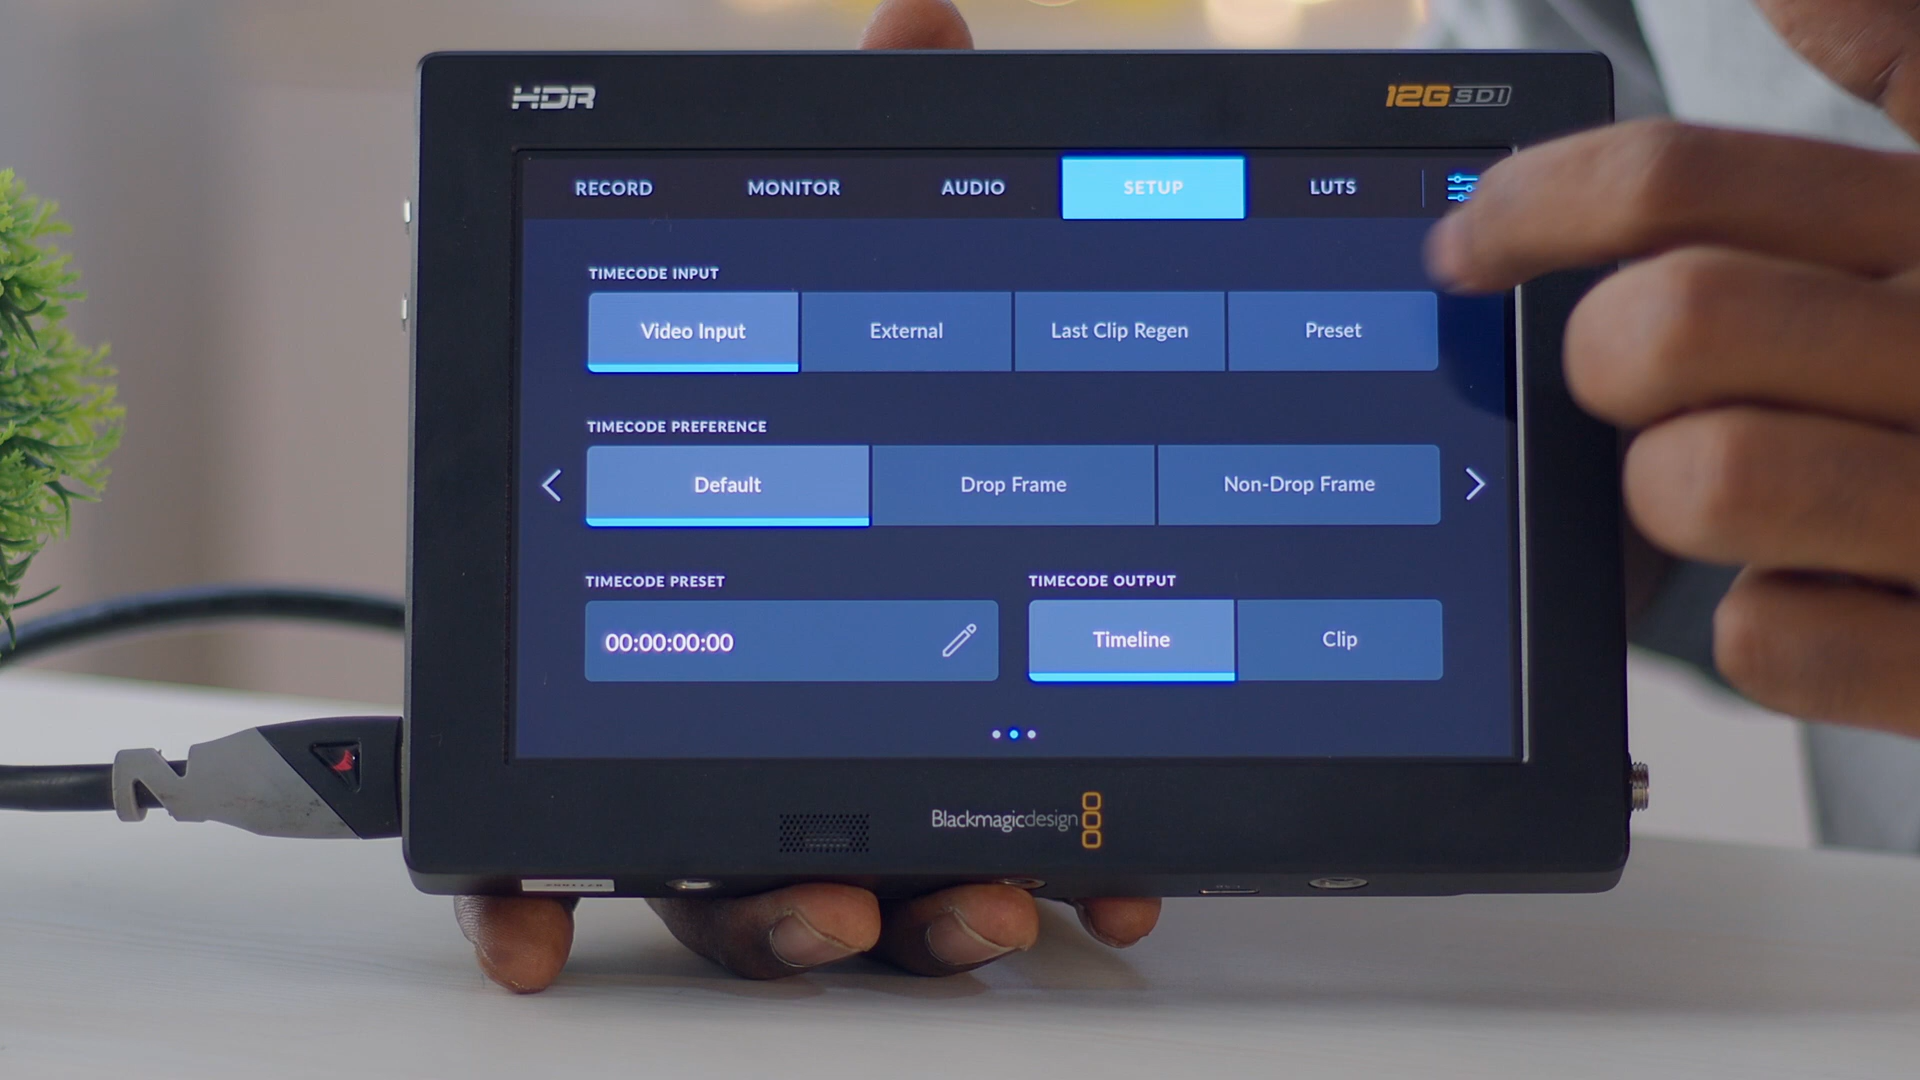 HDR
12G SDI
RECORD MONITOR AUDIO SETUP LUTS
TIMECODE INPUT
Video Input External Last Clip Regen Preset
TIMECODE PREFERENCE
Default Drop Frame Non-Drop Frame
TIMECODE PRESET TIMECODE OUTPUT
00:00:00:00 Timeline Clip
Blackmagicdesign